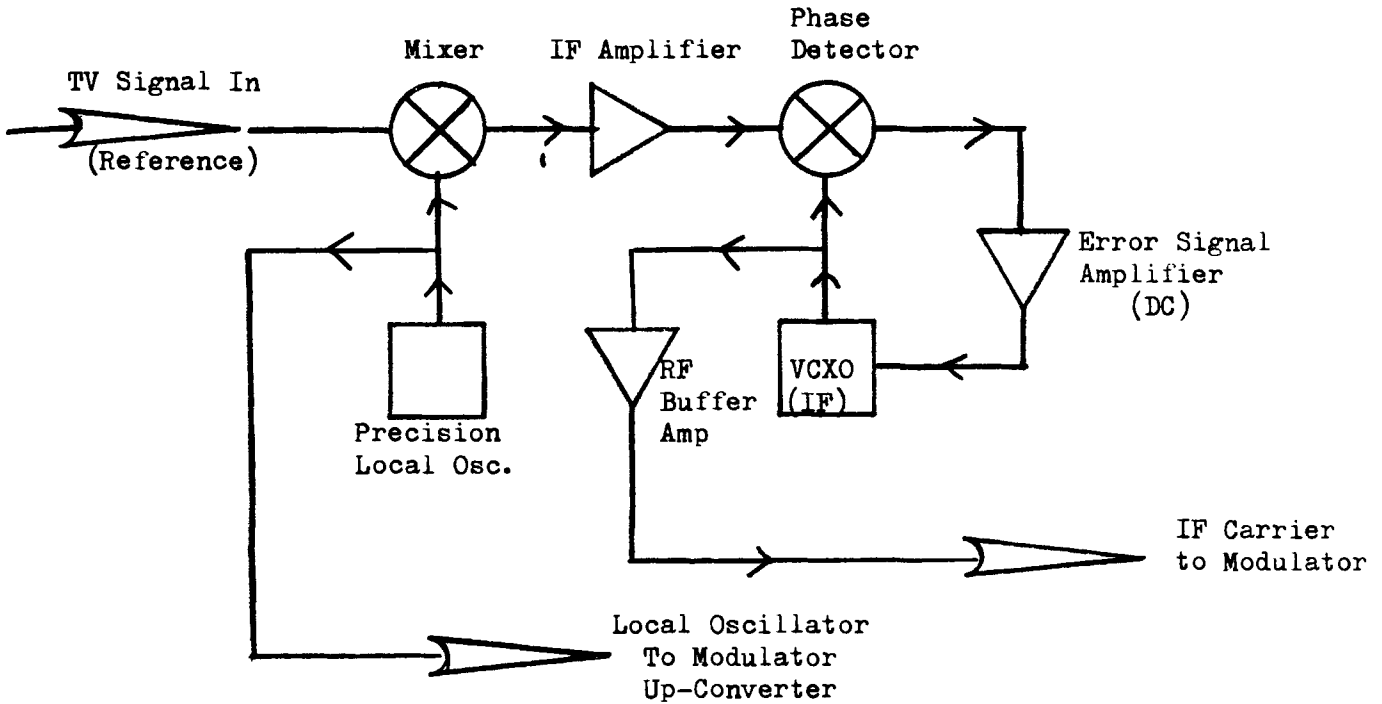 Phase
Detector
Mixer
IF Amplifier
TV Signal In
(Reference)
Error Signal
Amplifier
(DC)
RF
Buffer
Amp
VCXO
(IF)
Precision
Local Osc.
IF Carrier
to Modulator
Local Oscillator
To Modulator
Up-Converter